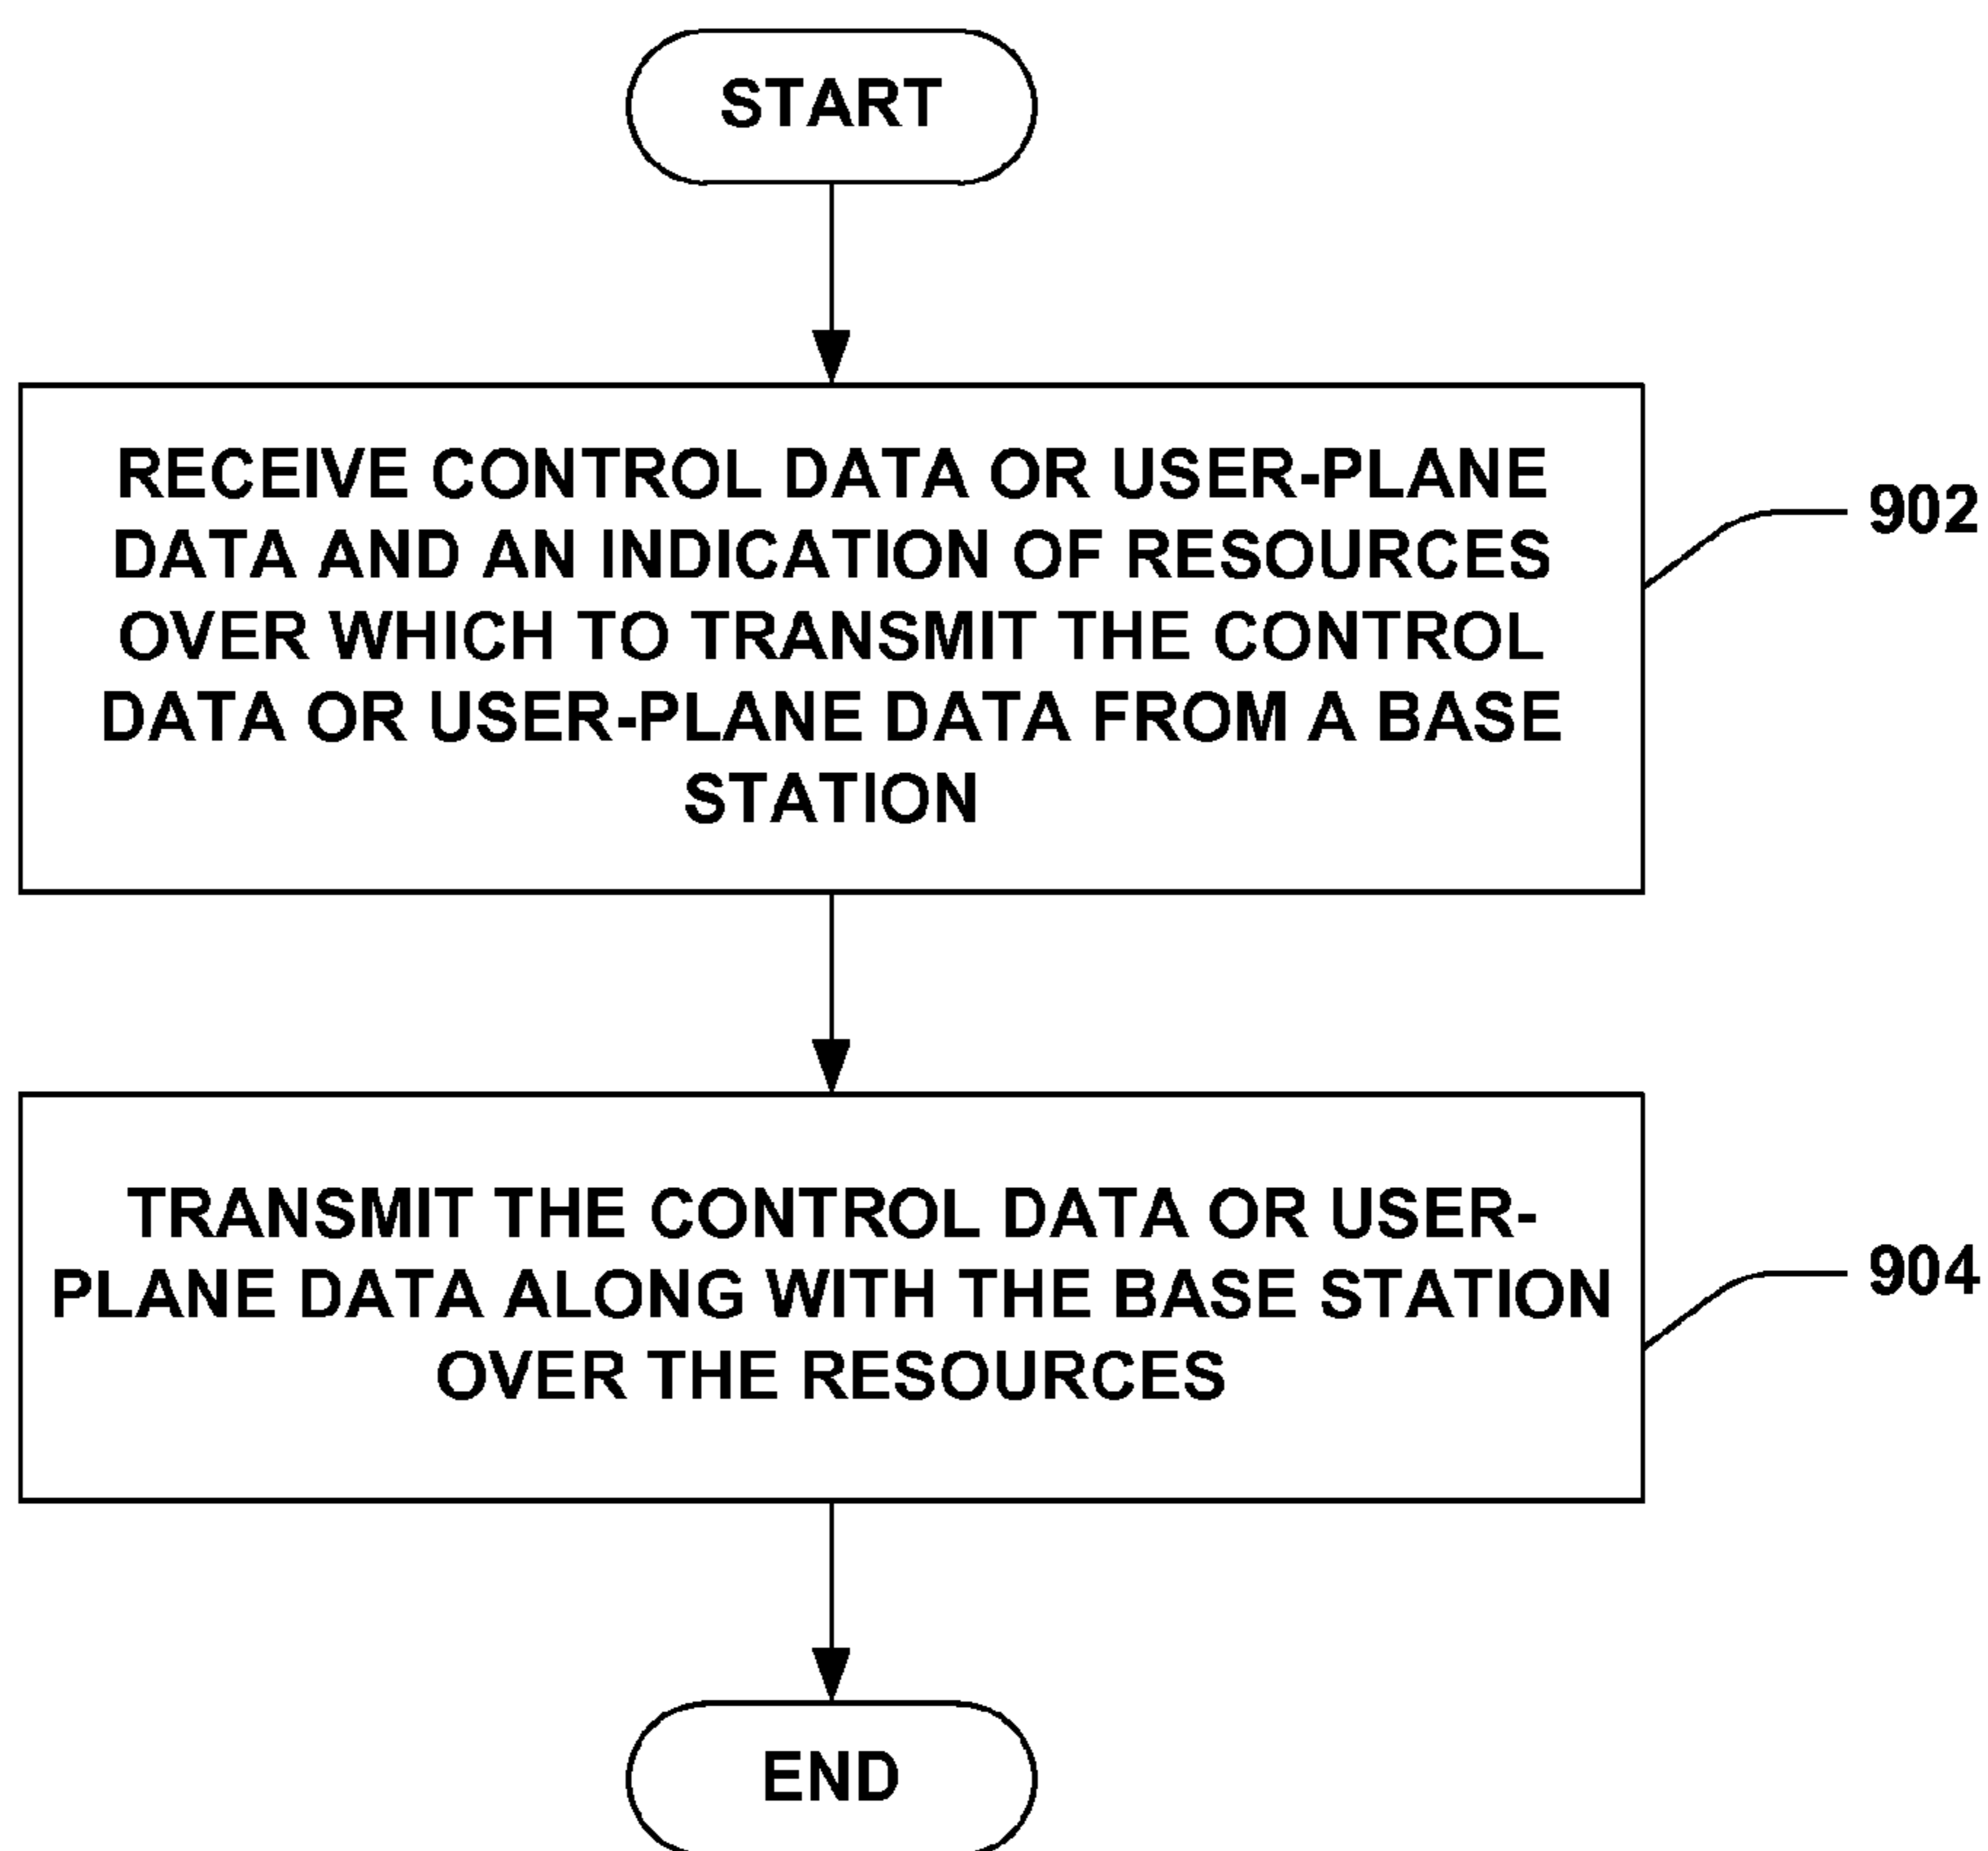 START
RECEIVE CONTROL DATA OR USER-PLANE
DATA AND AN INDICATION OF RESOURCES
OVER WHICH TO TRANSMIT THE CONTROL
DATA OR USER-PLANE DATA FROM A BASE
STATION
902
TRANSMIT THE CONTROL DATA OR USER-
PLANE DATA ALONG WITH THE BASE STATION
OVER THE RESOURCES
904
END